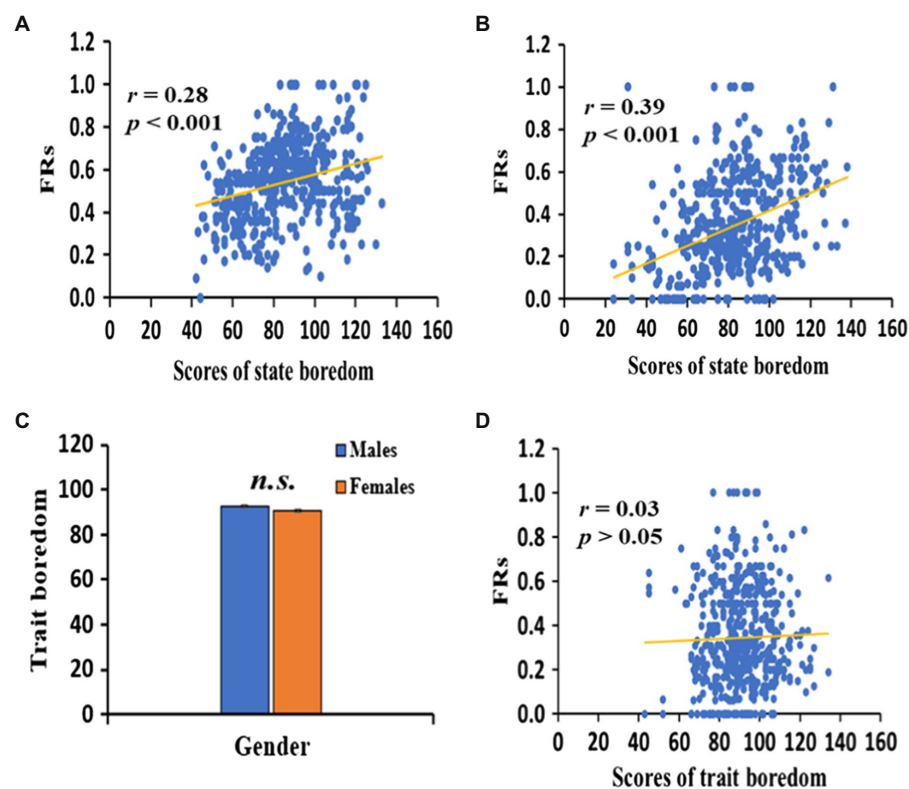 A
1.2
1.0
0.8
0.6
0.4
0.2
0.0
FRs
r = 0.28
p < 0.001
0 20 40 60 80 100 120 140 160
Scores of state boredom
B
1.2
1.0
0.8
0.6
0.4
0.2
0.0
FRs
r = 0.39
p < 0.001
0 20 40 60 80 100 120 140 160
Scores of state boredom
C
120
100
80
60
40
20
0
Trait boredom
n.s.
Males
Females
Gender
D
1.2
1.0
0.8
0.6
0.4
0.2
0.0
FRs
r = 0.03
p > 0.05
0 20 40 60 80 100 120 140 160
Scores of trait boredom